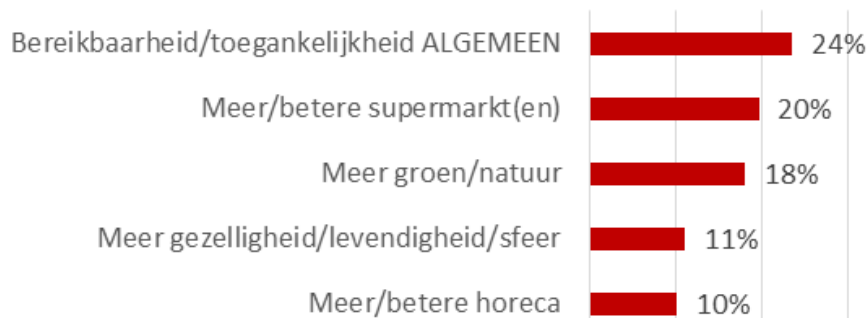 Bereikbaarheid/toegankelijkheid ALGEMEEN 24%
Meer/betere supermarkt(en) 20%
Meer groen/natuur 18%
Meer gezelligheid/levendigheid/sfeer 11%
Meer/betere horeca 10%